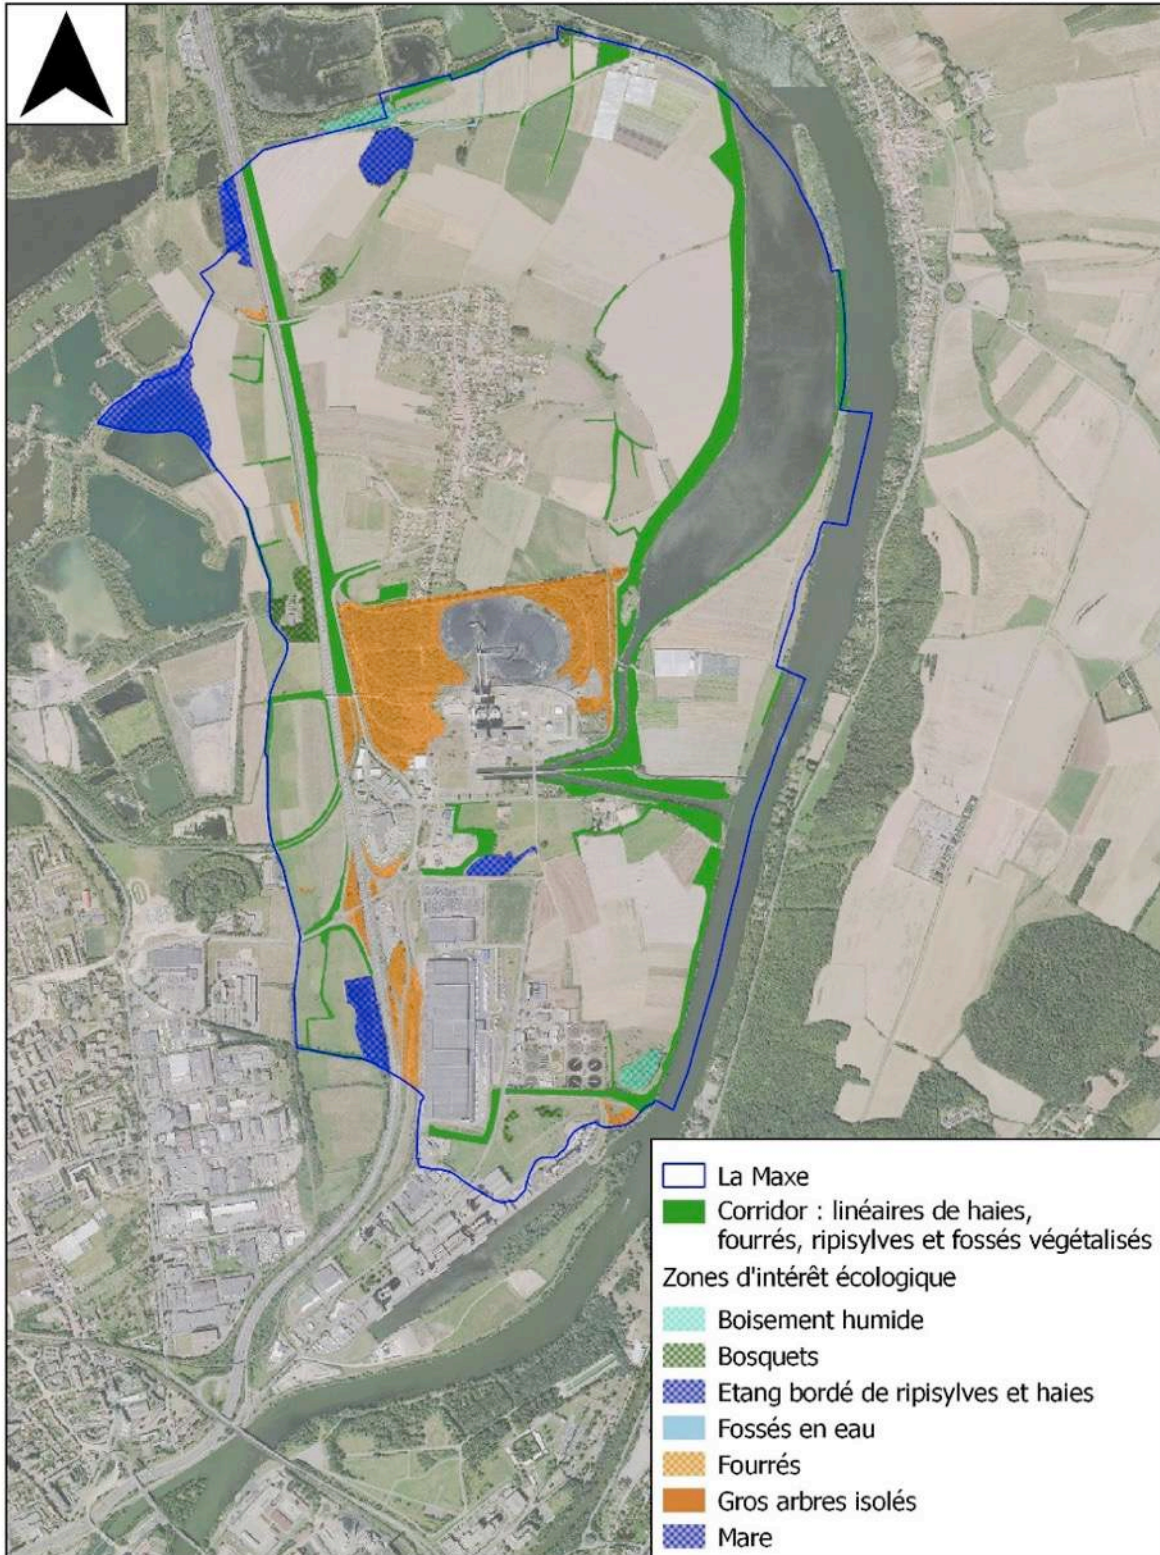 La Maxe
Corridor : linéaires de haies,
fourrés, ripisylves et fossés végétalisés
Zones d'intérêt écologique
Boisement humide
Bosquets
Etang bordé de ripisylves et haies
Fossés en eau
Fourrés
Gros arbres isolés
Mare